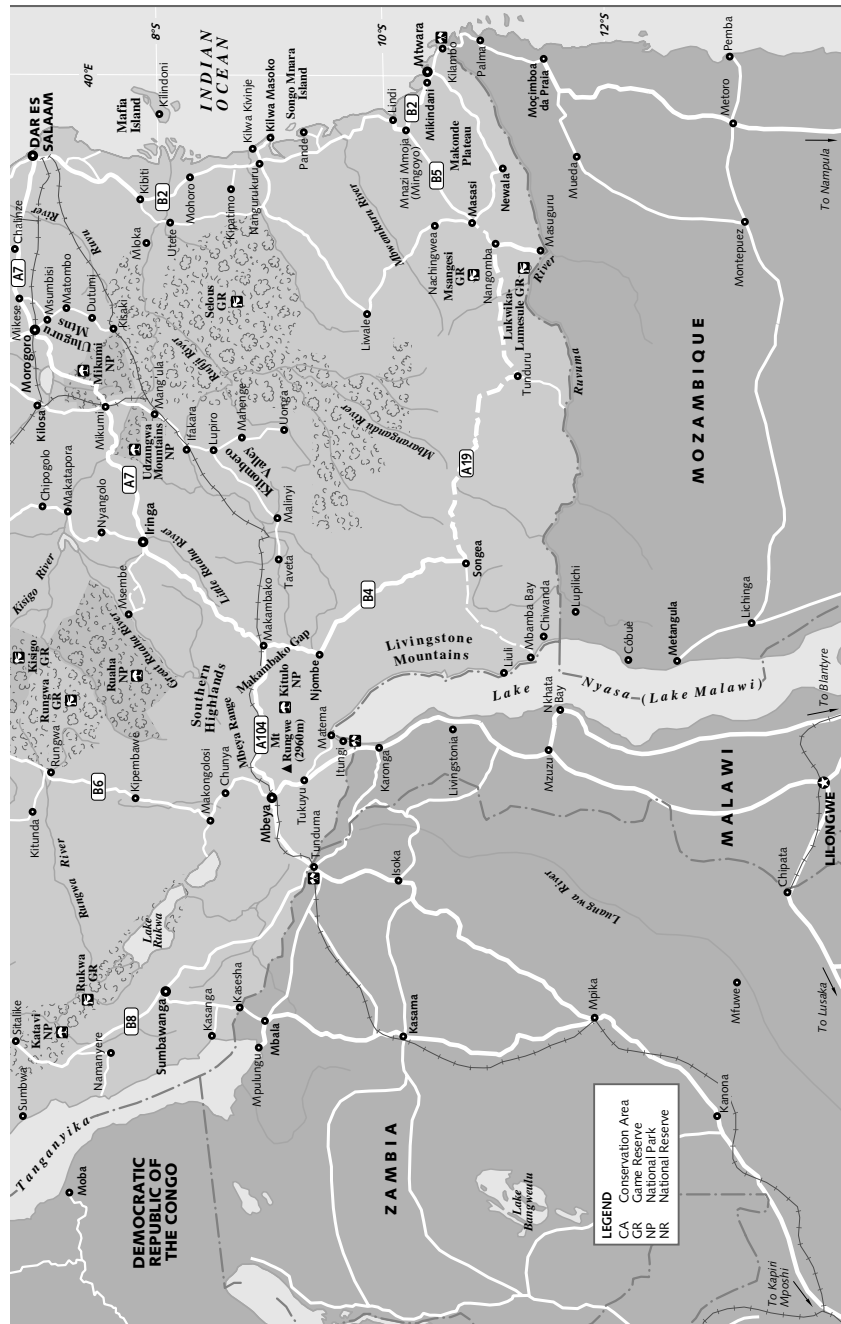 Sumbwa
Sitalike
Katavi
NP
Rukwa
GR
Namanyere
B8
Sumbawanga
Kasanga
Kasesha
Mbala
Mpulungu
Tanganyika
Moba
DEMOCRATIC
REPUBLIC OF
THE CONGO
Kitunda
Rungwa
River
Rungwa
Lake
Rukwa
B6
Kipembawe
Makongolosi
Chunya
Mbeya Range
Mbeya
Tukuyu
Tunduma
A104
Mt
Rungwe
(2960m)
Kitulo
NP
Makambako Gap
Njombe
Matema
Itungi
Karonga
Rungwa
GR
Kisigo
GR
Kisigo River
Ruaha
NP
Great Ruaha River
Southern
Highlands
Msembe
Little Ruaha River
Iringa
Nyangolo
Makatapora
Chipogolo
A7
Makambako
Taveta
Malinyi
B4
Kilosa
Mikumi
Mikumi
NP
Udzungwa
Mountains
NP
Mang'ula
Ifakara
Lupiro
Mahenge
Uonga
Kilombero
Valley
Morogoro
Uluguru
Mtns
Mikese
Msumbisi
Matombo
Dutumi
Kisaki
A7
Chalinze
Ruvu
River
DAR ES
SALAAM
Kibiti
B2
Mloka
Utete
Mohoro
Kipatimo
Nangurukuru
Kilwa Kivinje
Kilwa Masoko
Songo Mnara
Island
Pande
Mafia
Island
Kilindoni
INDIAN
OCEAN
40°E
8°S
10°S
12°S
Selous
GR
Rufiji River
Mbarangandu River
Liwale
Mbwemkuru River
Nachingwea
Msangesi
GR
Nangomba
Masasi
B5
Makonde
Plateau
Newala
Lindi
Mnazi Mmoja
(Mingoyo)
B2
Mikindani
Mtwara
Kilambo
Palma
Moçimboa
da Praia
Mueda
Masuguru
Lukwika-
Lumesule GR
River
Ruvuma
Tunduru
A19
Songea
Livingstone
Mountains
Liuli
Mbamba Bay
Chiwanda
Lupilichi
Cóbuè
Metangula
Lichinga
Lake
Nyasa
(Lake Malawi)
Nkhata
Bay
Mzuzu
Livingstonia
MALAWI
LILONGWE
To Blantyre
Chipata
To Lusaka
Mfuwe
Luangwa River
Isoka
Kasama
Mpika
Kanona
ZAMBIA
Lake
Bangweulu
To Kapiri
Mposhi
MOZAMBIQUE
Montepuez
Metoro
Pemba
To Nampula
LEGEND
CA Conservation Area
GR Game Reserve
NP National Park
NR National Reserve